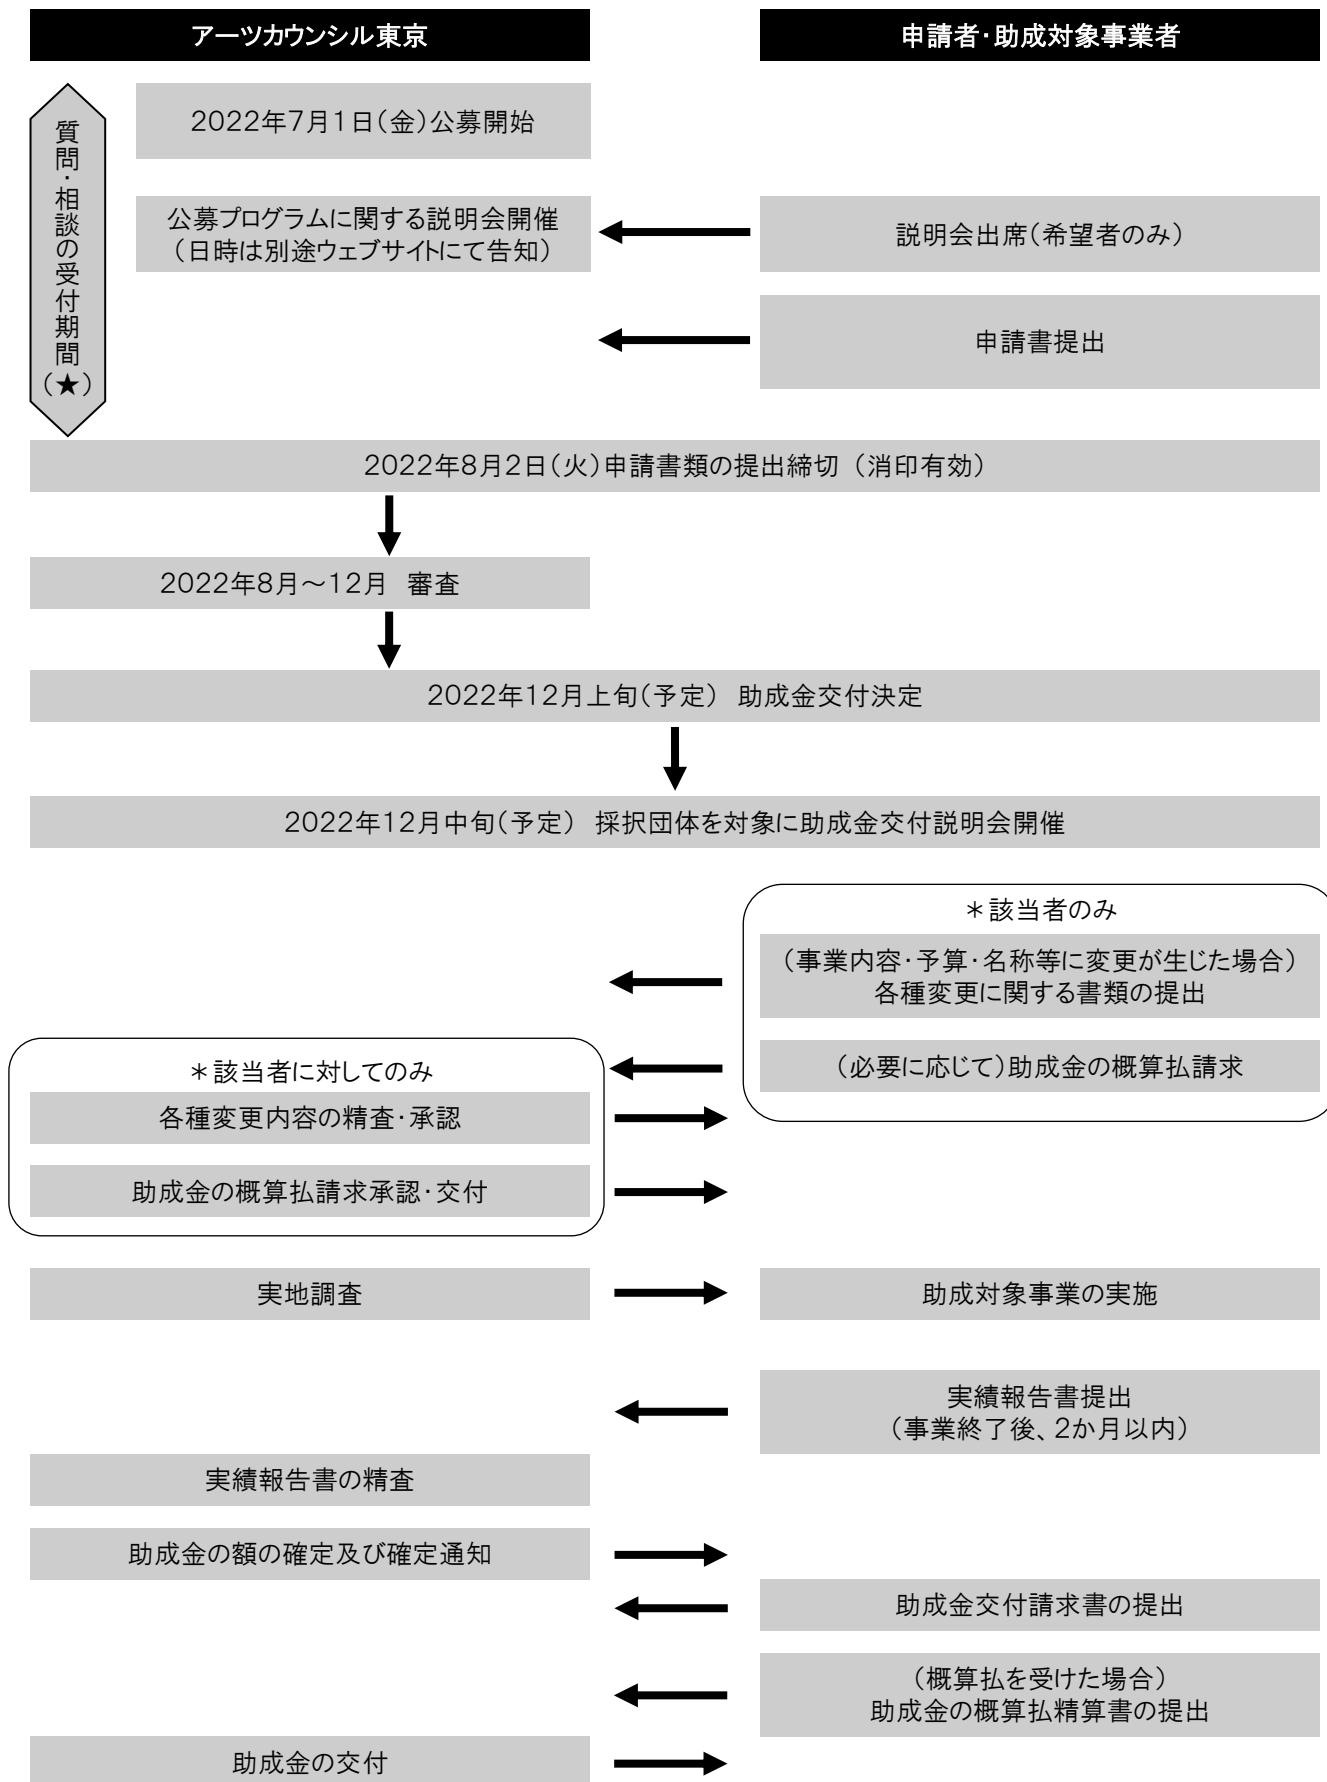 アーツカウンシル東京
申請者・助成対象事業者
質問・相談の受付期間(★)
2022年7月1日(金)公募開始
公募プログラムに関する説明会開催
(日時は別途ウェブサイトにて告知)
説明会出席(希望者のみ)
申請書提出
2022年8月2日(火)申請書類の提出締切 (消印有効)
2022年8月~12月 審査
2022年12月上旬(予定) 助成金交付決定
2022年12月中旬(予定) 採択団体を対象に助成金交付説明会開催
*該当者のみ
(事業内容・予算・名称等に変更が生じた場合)
各種変更に関する書類の提出
(必要に応じて)助成金の概算払請求
*該当者に対してのみ
各種変更内容の精査・承認
助成金の概算払請求承認・交付
実地調査
助成対象事業の実施
実績報告書提出
(事業終了後、2か月以内)
実績報告書の精査
助成金の額の確定及び確定通知
助成金交付請求書の提出
(概算払を受けた場合)
助成金の概算払精算書の提出
助成金の交付